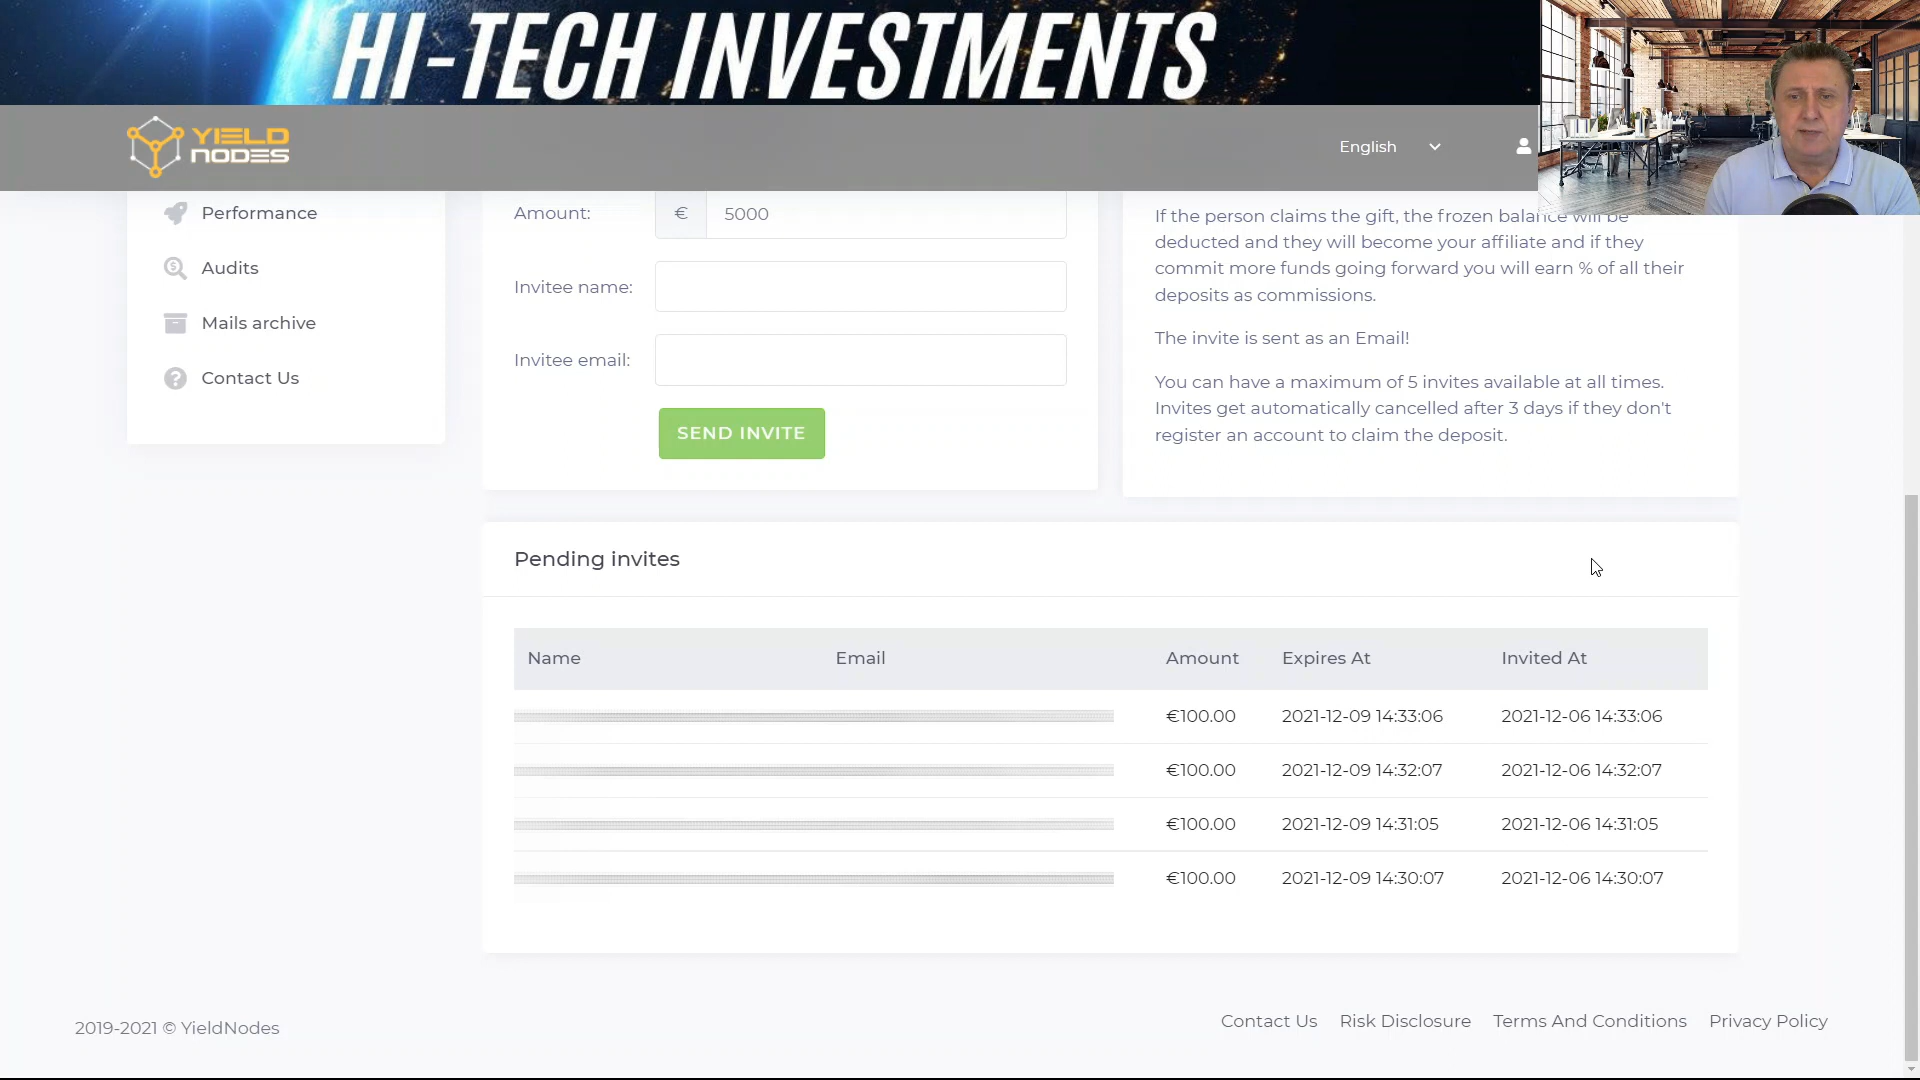 HI-TECH INVESTMENTS
YIELD
NODES
English
Performance
Audits
Mails archive
Contact Us
Amount:
€ 5000
Invitee name:
Invitee email:
SEND INVITE
If the person claims the gift, the frozen balance will be
deducted and they will become your affiliate and if they
commit more funds going forward you will earn % of all their
deposits as commissions.
The invite is sent as an Email!
You can have a maximum of 5 invites available at all times.
Invites get automatically cancelled after 3 days if they don't
register an account to claim the deposit.
Pending invites
Name Email Amount Expires At Invited At
€100.00 2021-12-09 14:33:06 2021-12-06 14:33:06
€100.00 2021-12-09 14:32:07 2021-12-06 14:32:07
€100.00 2021-12-09 14:31:05 2021-12-06 14:31:05
€100.00 2021-12-09 14:30:07 2021-12-06 14:30:07
2019-2021 © YieldNodes
Contact Us Risk Disclosure Terms And Conditions Privacy Policy